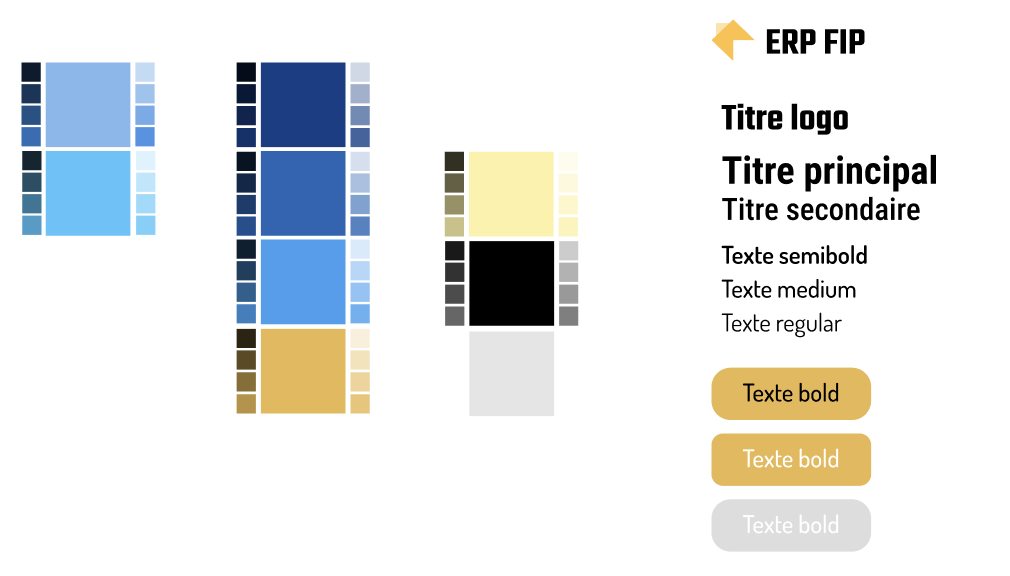 ERP FIP
Titre logo
Titre principal
Titre secondaire
Texte semibold
Texte medium
Texte regular
Texte bold
Texte bold
Texte bold